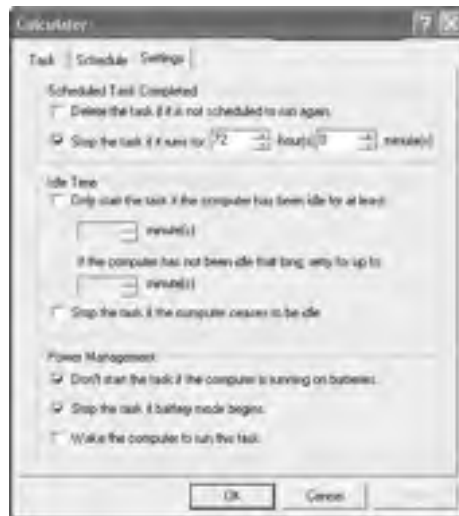 Calculator
Task Schedule Settings
Scheduled Task Completed
Delete the task if it is not scheduled to run again.
Stop the task if it runs for: 72 hour(s) 0 minute(s)
Idle Time
Only start the task if the computer has been idle for at least:
minute(s)
If the computer has not been idle that long, retry for up to:
minute(s)
Stop the task if the computer ceases to be idle.
Power Management
Don't start the task if the computer is running on batteries.
Stop the task if battery mode begins.
Wake the computer to run this task.
OK Cancel